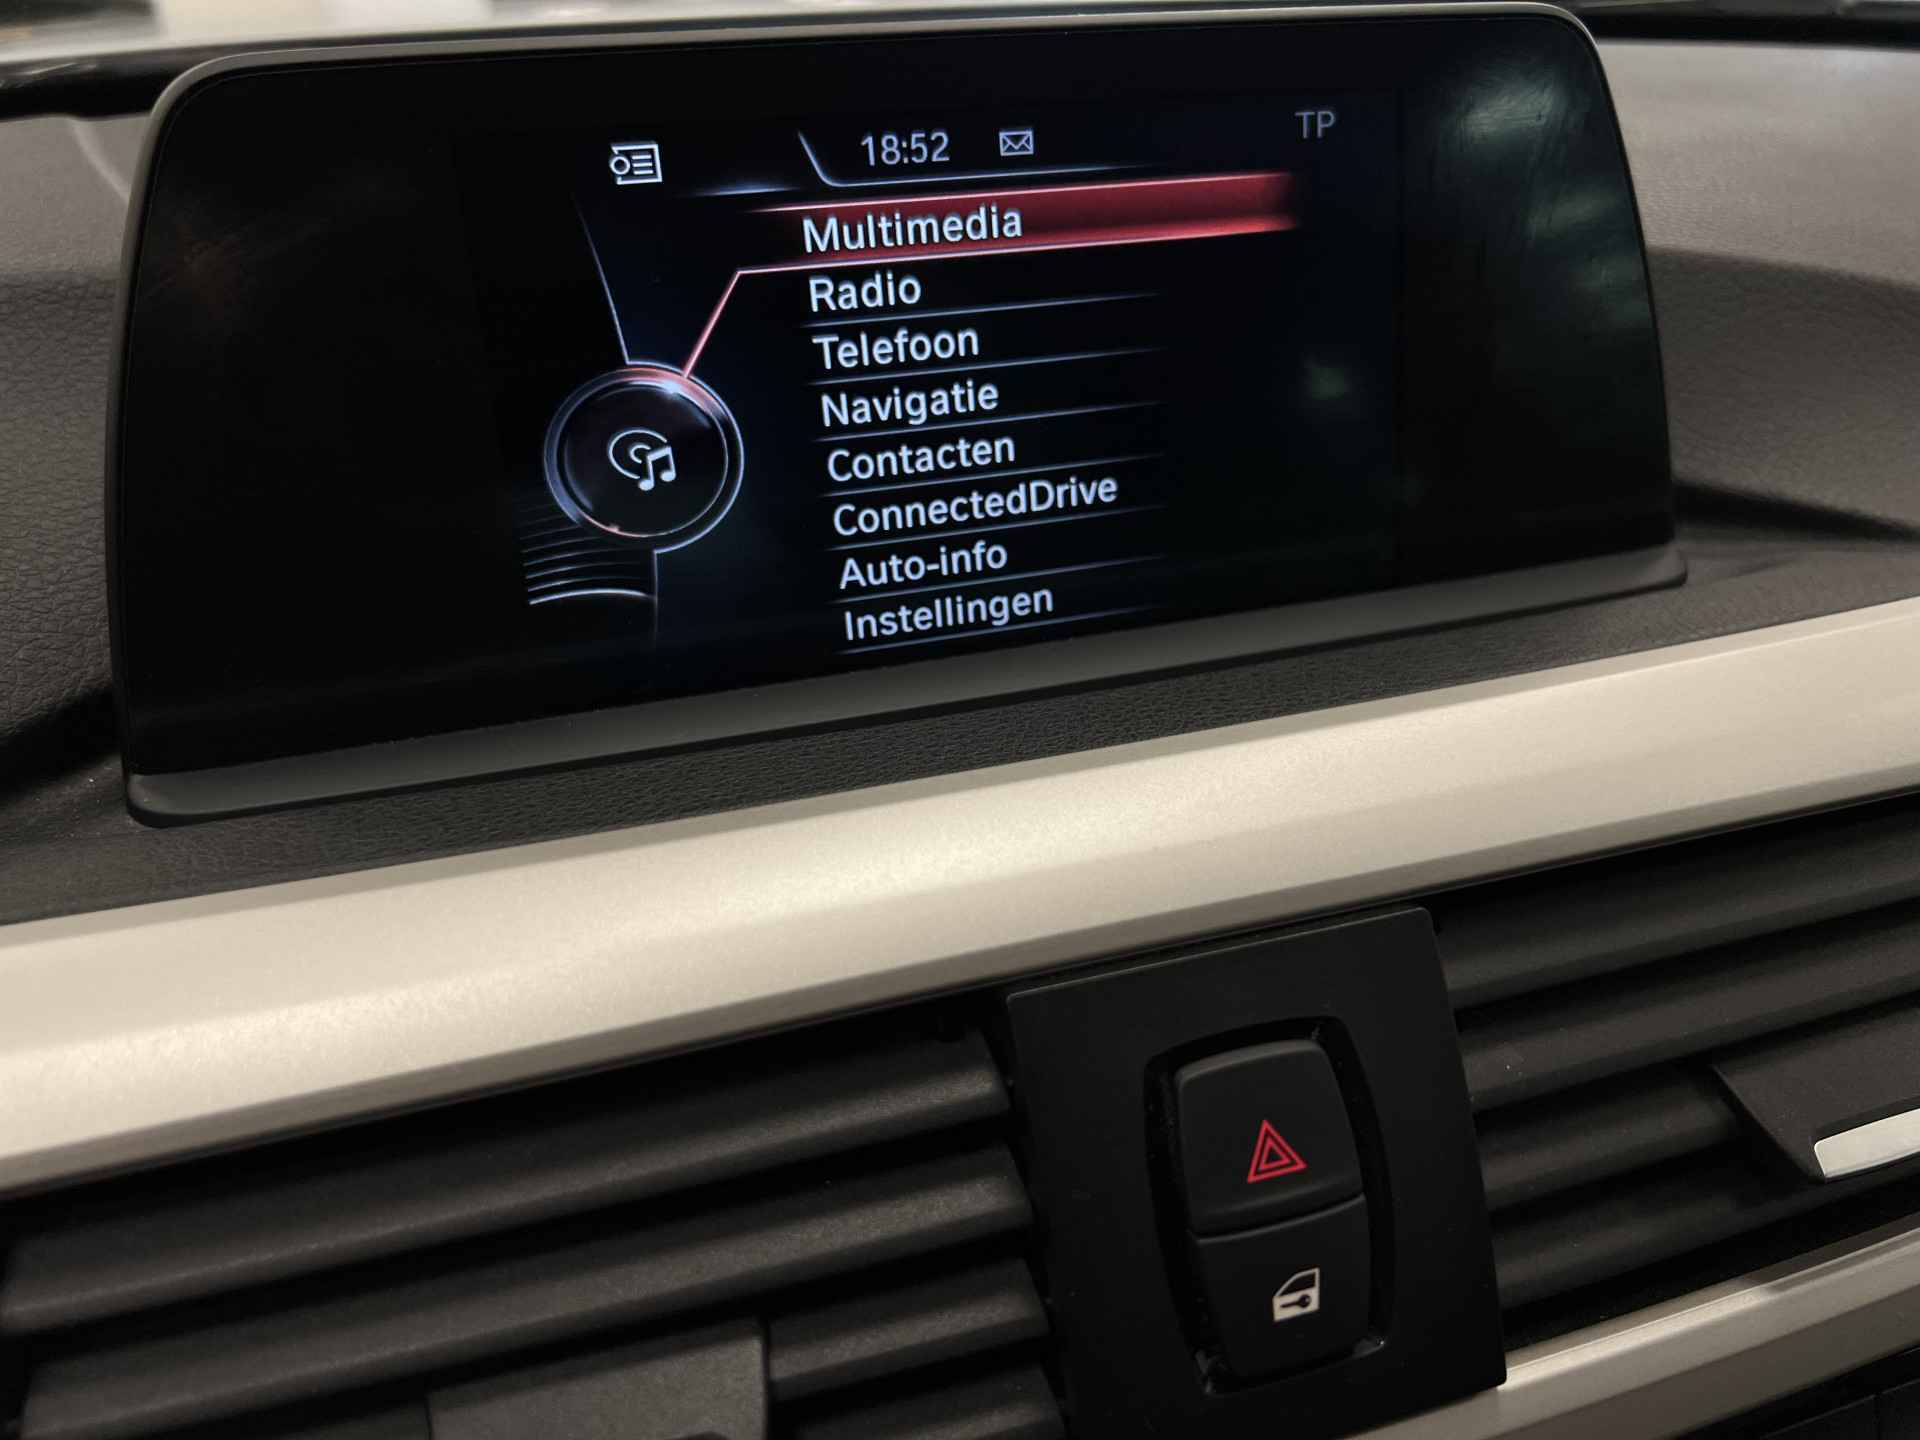 18:52
TP
Multimedia
Radio
Telefoon
Navigatie
Contacten
ConnectedDrive
Auto-info
Instellingen